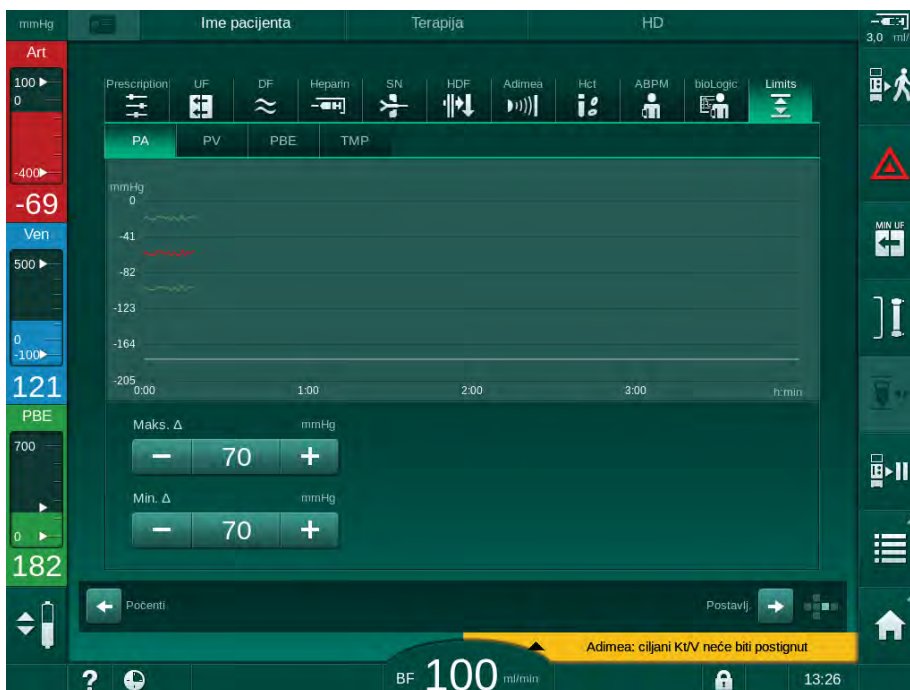 mmHg Ime pacijenta Terapija HD
3,0 ml/
Art
100
0
-400
-69
Ven
500
0
-100
121
PBE
700
0
182
Prescription UF DF Heparin SN HDF Adimea Hct ABPM bioLogic Limits
PA PV PBE TMP
mmHg
0
-41
-82
-123
-164
-205
0:00 1:00 2:00 3:00 h:min
Maks. Δ mmHg
− 70 +
Min. Δ mmHg
− 70 +
MIN UF
Počenti Postavlj.
Adimea: ciljani Kt/V neće biti postignut
? BF 100 ml/min 13:26